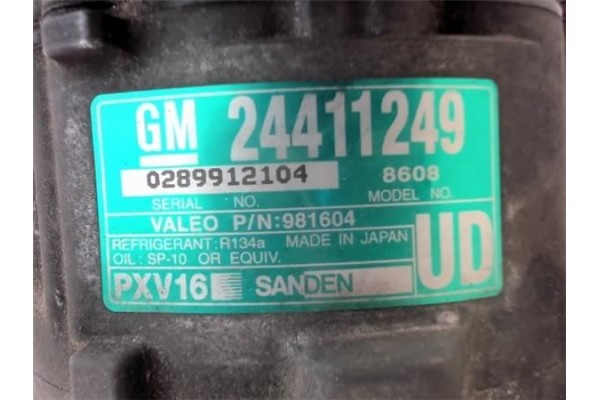 GM 24411249
0289912104 8608
SERIAL NO. MODEL NO.
VALEO P/N:981604
REFRIGERANT:R134a MADE IN JAPAN
OIL: SP-10 OR EQUIV.
UD
PXV16 SANDEN